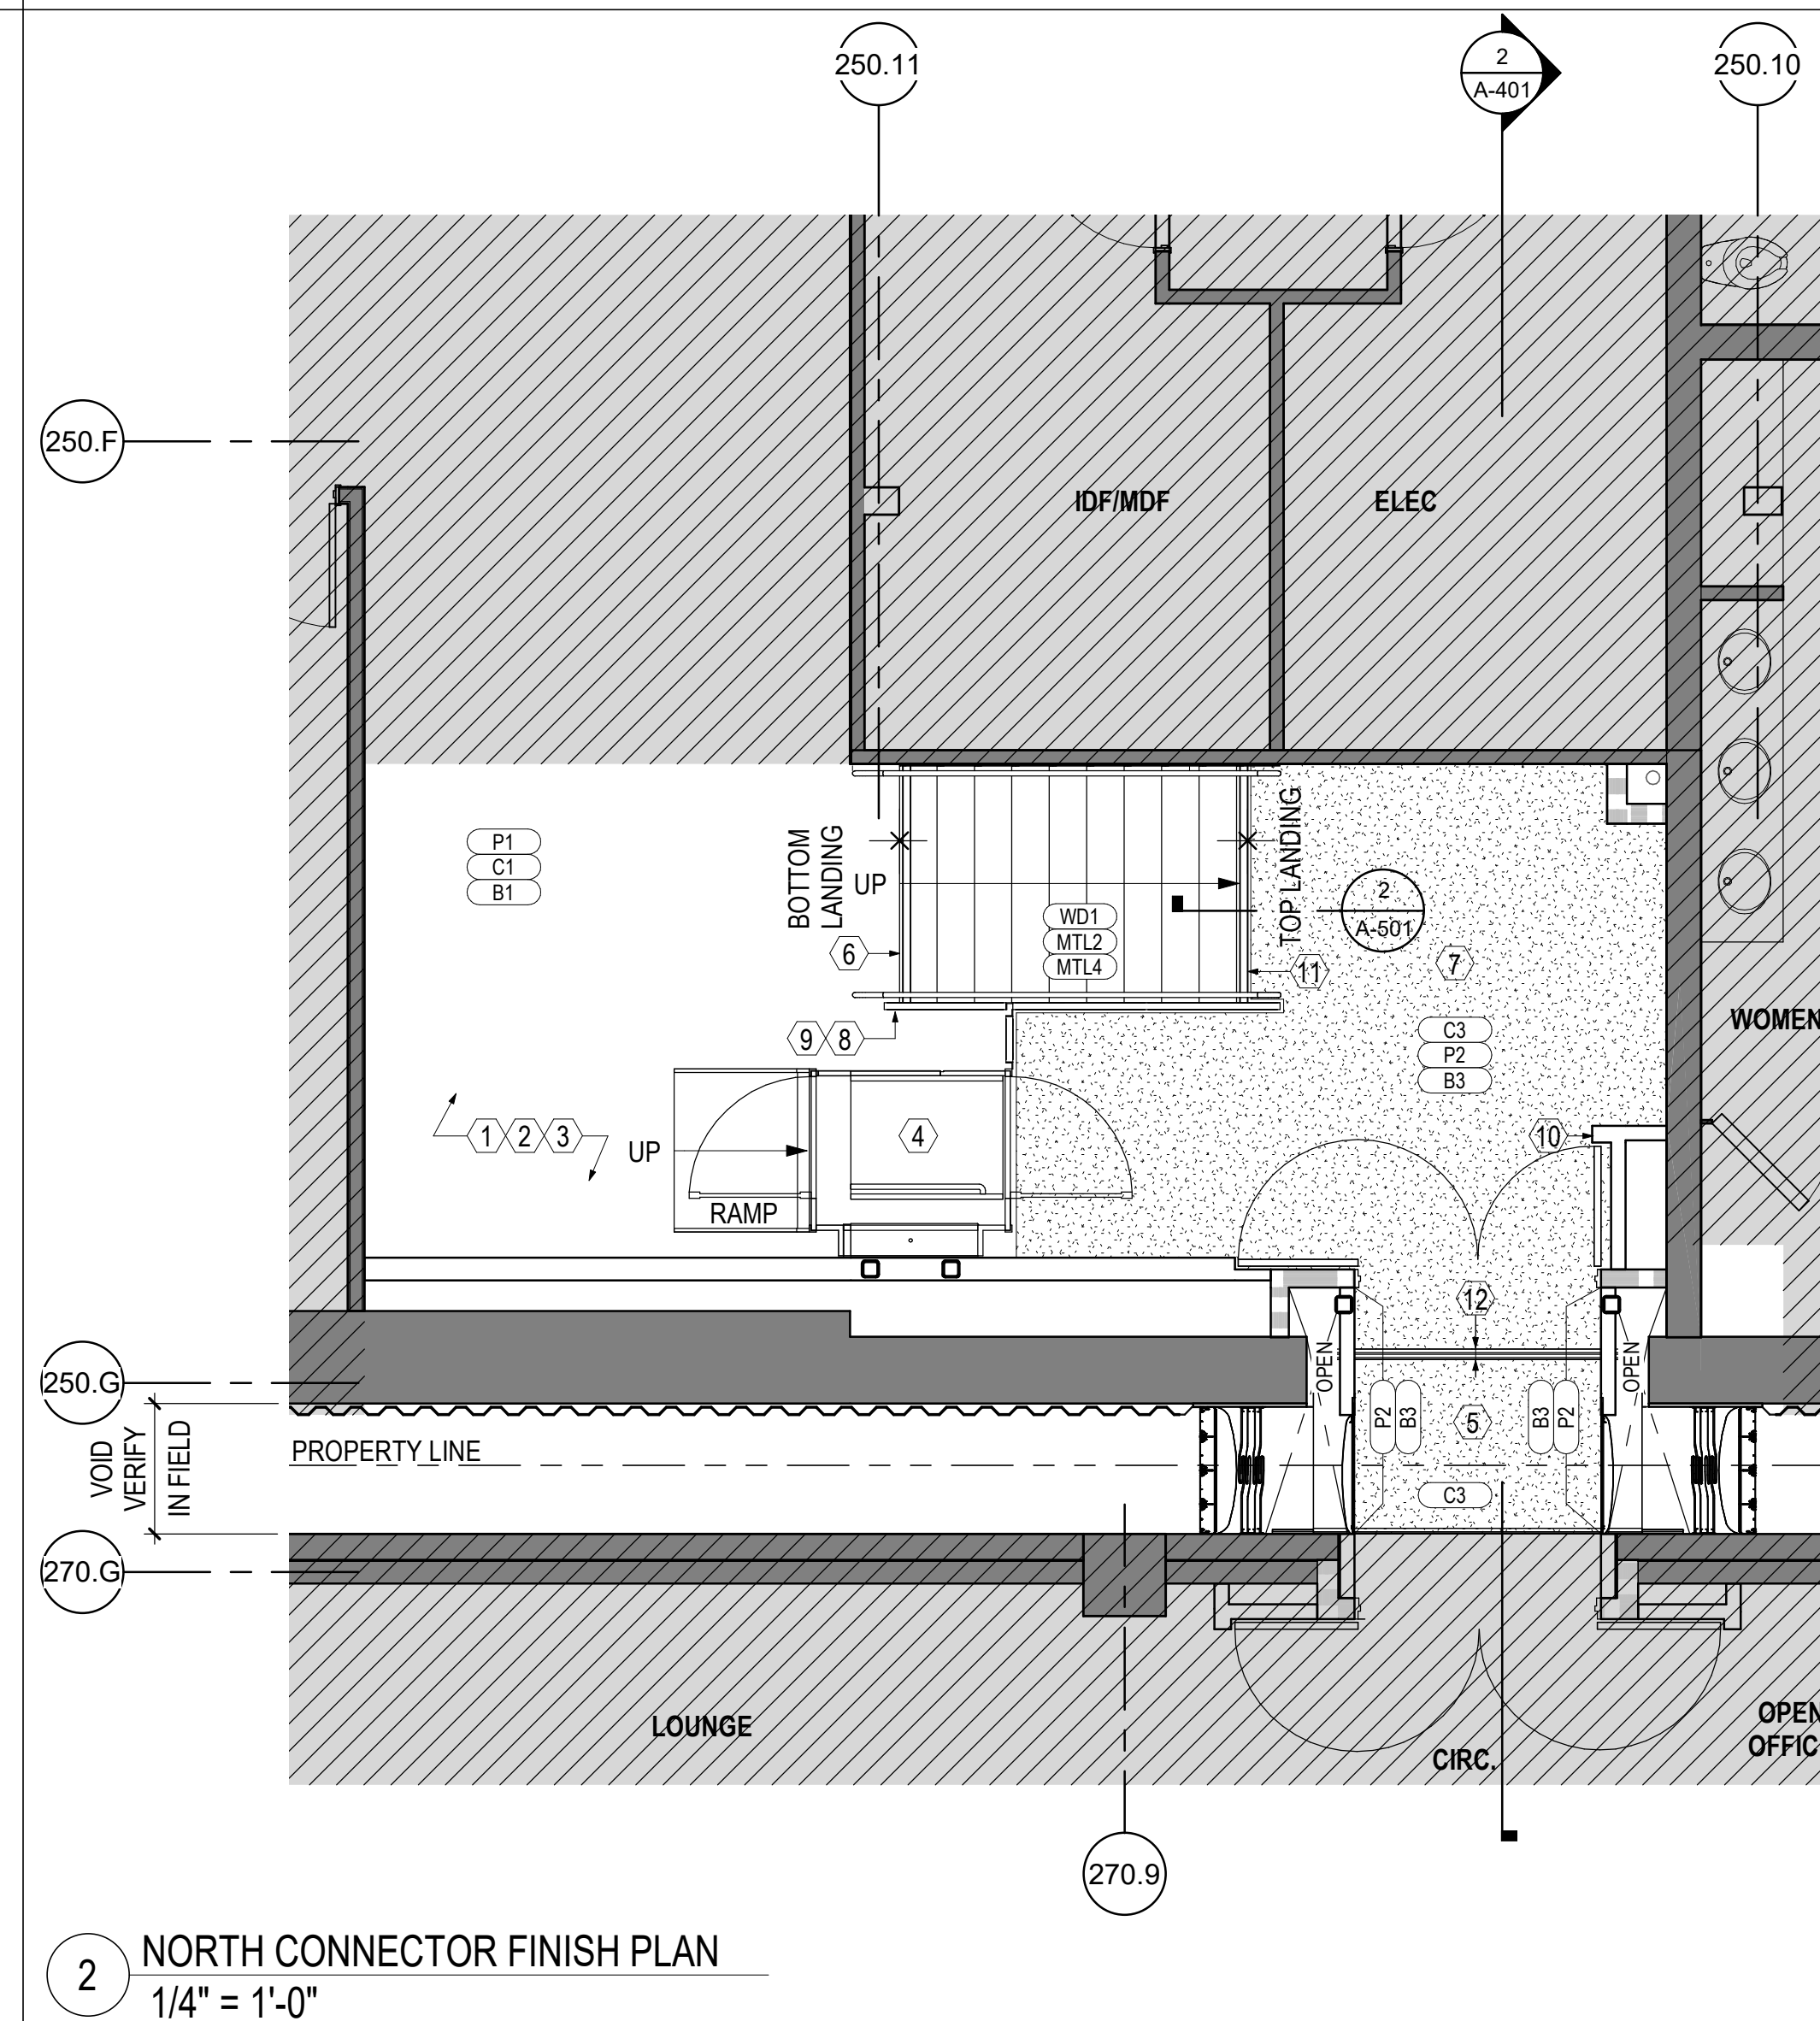 250.11
2
A-401
250.10
250.F
IDF/MDF
ELEC
P1
C1
B1
BOTTOM
LANDING
UP
WD1
MTL2
MTL4
TOP LANDING
2
A-501
6
11
7
9
8
C3
P2
B3
WOMEN
1
2
3
UP
4
10
RAMP
12
OPEN
OPEN
250.G
P2
B3
5
B3
P2
VOID
VERIFY
IN FIELD
PROPERTY LINE
C3
270.G
LOUNGE
CIRC.
OPEN
OFFIC
270.9
2
NORTH CONNECTOR FINISH PLAN
1/4" = 1'-0"